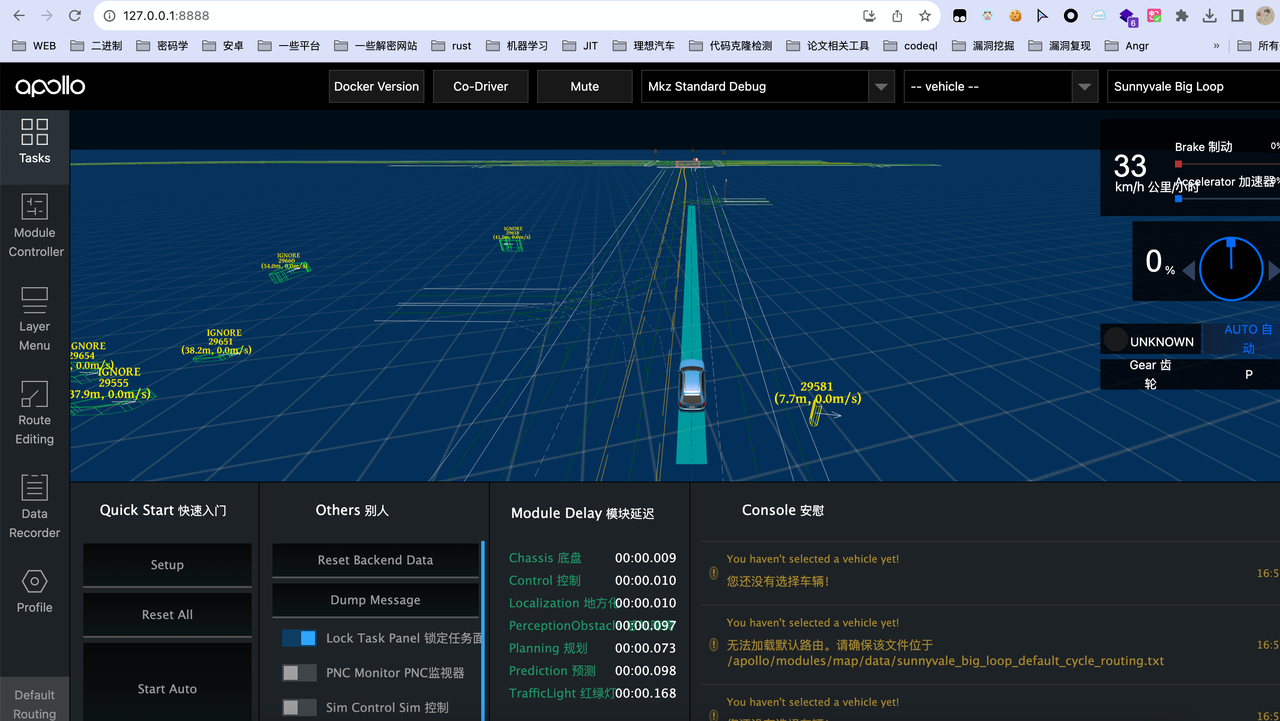 127.0.0.1:8888
6
WEB
二进制
密码学
安卓
一些平台
一些解密网站
rust
机器学习
JIT
理想汽车
代码克隆检测
论文相关工具
codeql
漏洞挖掘
漏洞复现
Angr
»
所有
apollo
Docker Version
Co-Driver
Mute
Mkz Standard Debug
-- vehicle --
Sunnyvale Big Loop
Tasks
Module
Controller
Layer
Menu
Route
Editing
Data
Recorder
Profile
Default
Routing
IGNORE
29618
IGNORE
29660
(54.0m, 0.0m/s)
IGNORE
29651
(38.2m, 0.0m/s)
IGNORE
29654
, 0.0m/s)
IGNORE
29555
37.9m, 0.0m/s)
29581
(7.7m, 0.0m/s)
33
km/h 公里/小时
Brake 制动
0%
Accelerator 加速器
0
%
UNKNOWN
AUTO 自
动
Gear 齿
轮
P
Quick Start 快速入门
Setup
Reset All
Start Auto
Others 别人
Reset Backend Data
Dump Message
Lock Task Panel 锁定任务面
PNC Monitor PNC监视器
Sim Control Sim 控制
Module Delay 模块延迟
Chassis 底盘 00:00.009
Control 控制 00:00.010
Localization 地方化 00:00.010
PerceptionObstacl 00:00.097
Planning 规划 00:00.073
Prediction 预测 00:00.098
TrafficLight 红绿灯 00:00.168
Console 安慰
You haven't selected a vehicle yet!
您还没有选择车辆!
16:5
You haven't selected a vehicle yet!
无法加载默认路由。请确保该文件位于
/apollo/modules/map/data/sunnyvale_big_loop_default_cycle_routing.txt
16:5
You haven't selected a vehicle yet!
16:5